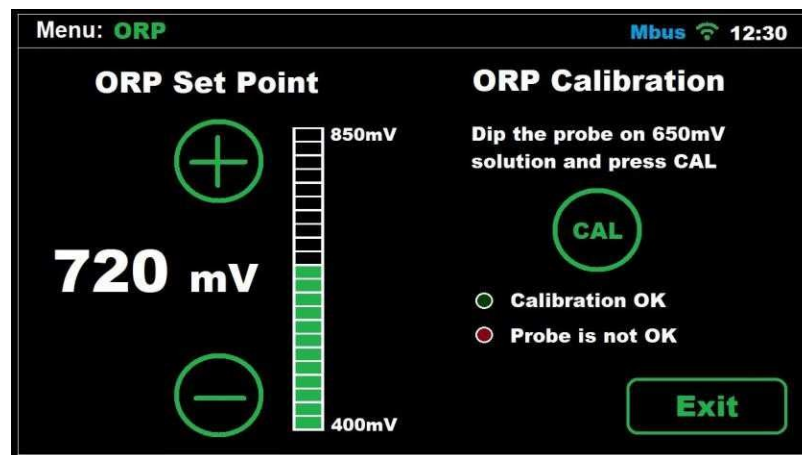 Menu: ORP
Mbus 12:30
ORP Set Point
850mV
720 mV
400mV
ORP Calibration
Dip the probe on 650mV
solution and press CAL
CAL
Calibration OK
Probe is not OK
Exit